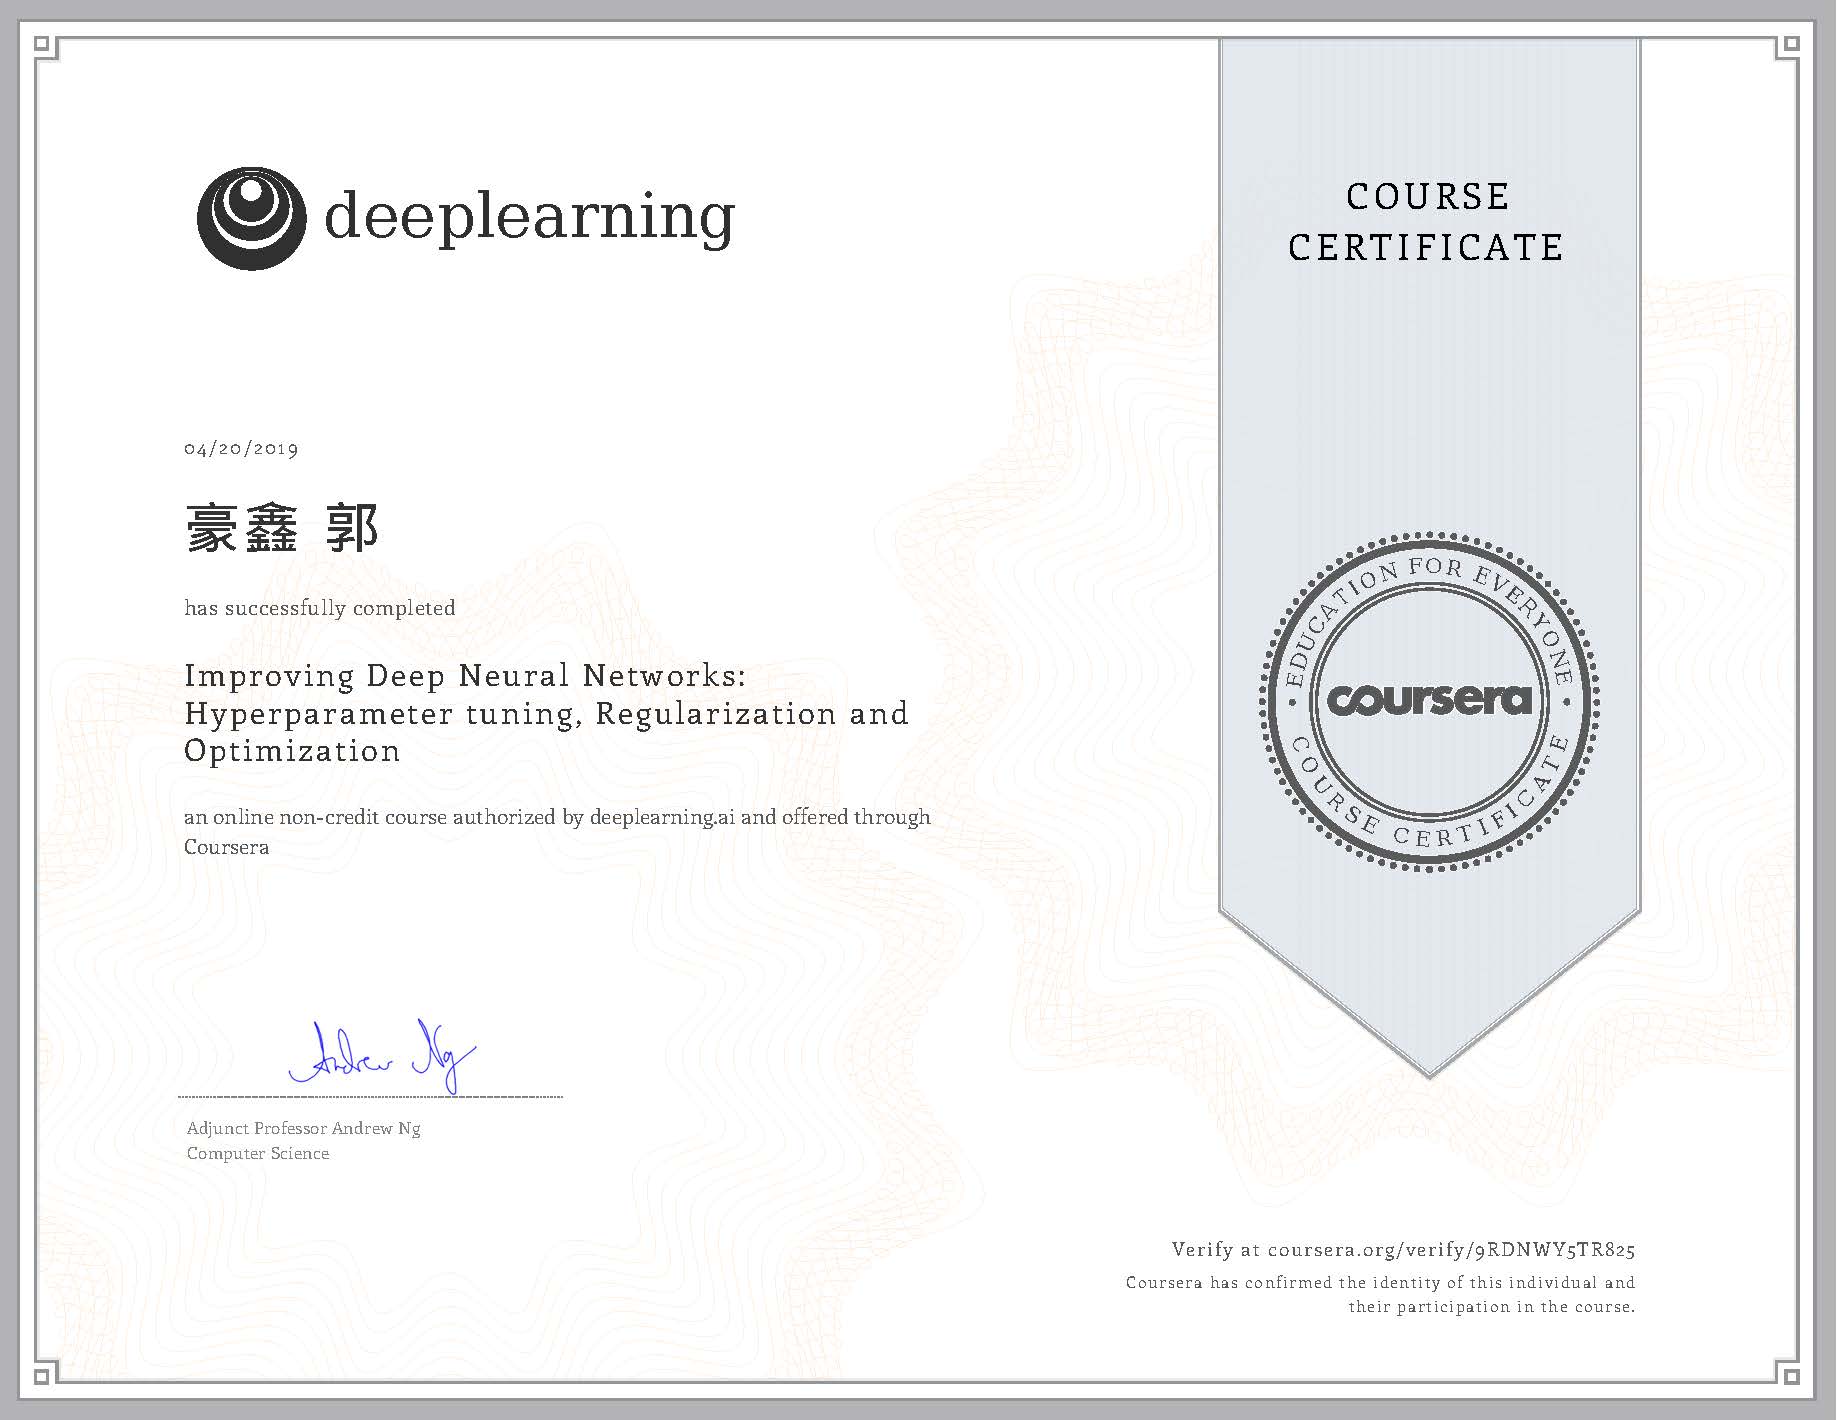 deeplearning
COURSE
CERTIFICATE
04/20/2019
豪鑫 郭
has successfully completed
Improving Deep Neural Networks:
Hyperparameter tuning, Regularization and
Optimization
an online non-credit course authorized by deeplearning.ai and offered through
Coursera
EDUCATION FOR EVERYONE
coursera
COURSE CERTIFICATE
Andrew Ng
Adjunct Professor Andrew Ng
Computer Science
Verify at coursera.org/verify/9RDNWY5TR825
Coursera has confirmed the identity of this individual and
their participation in the course.